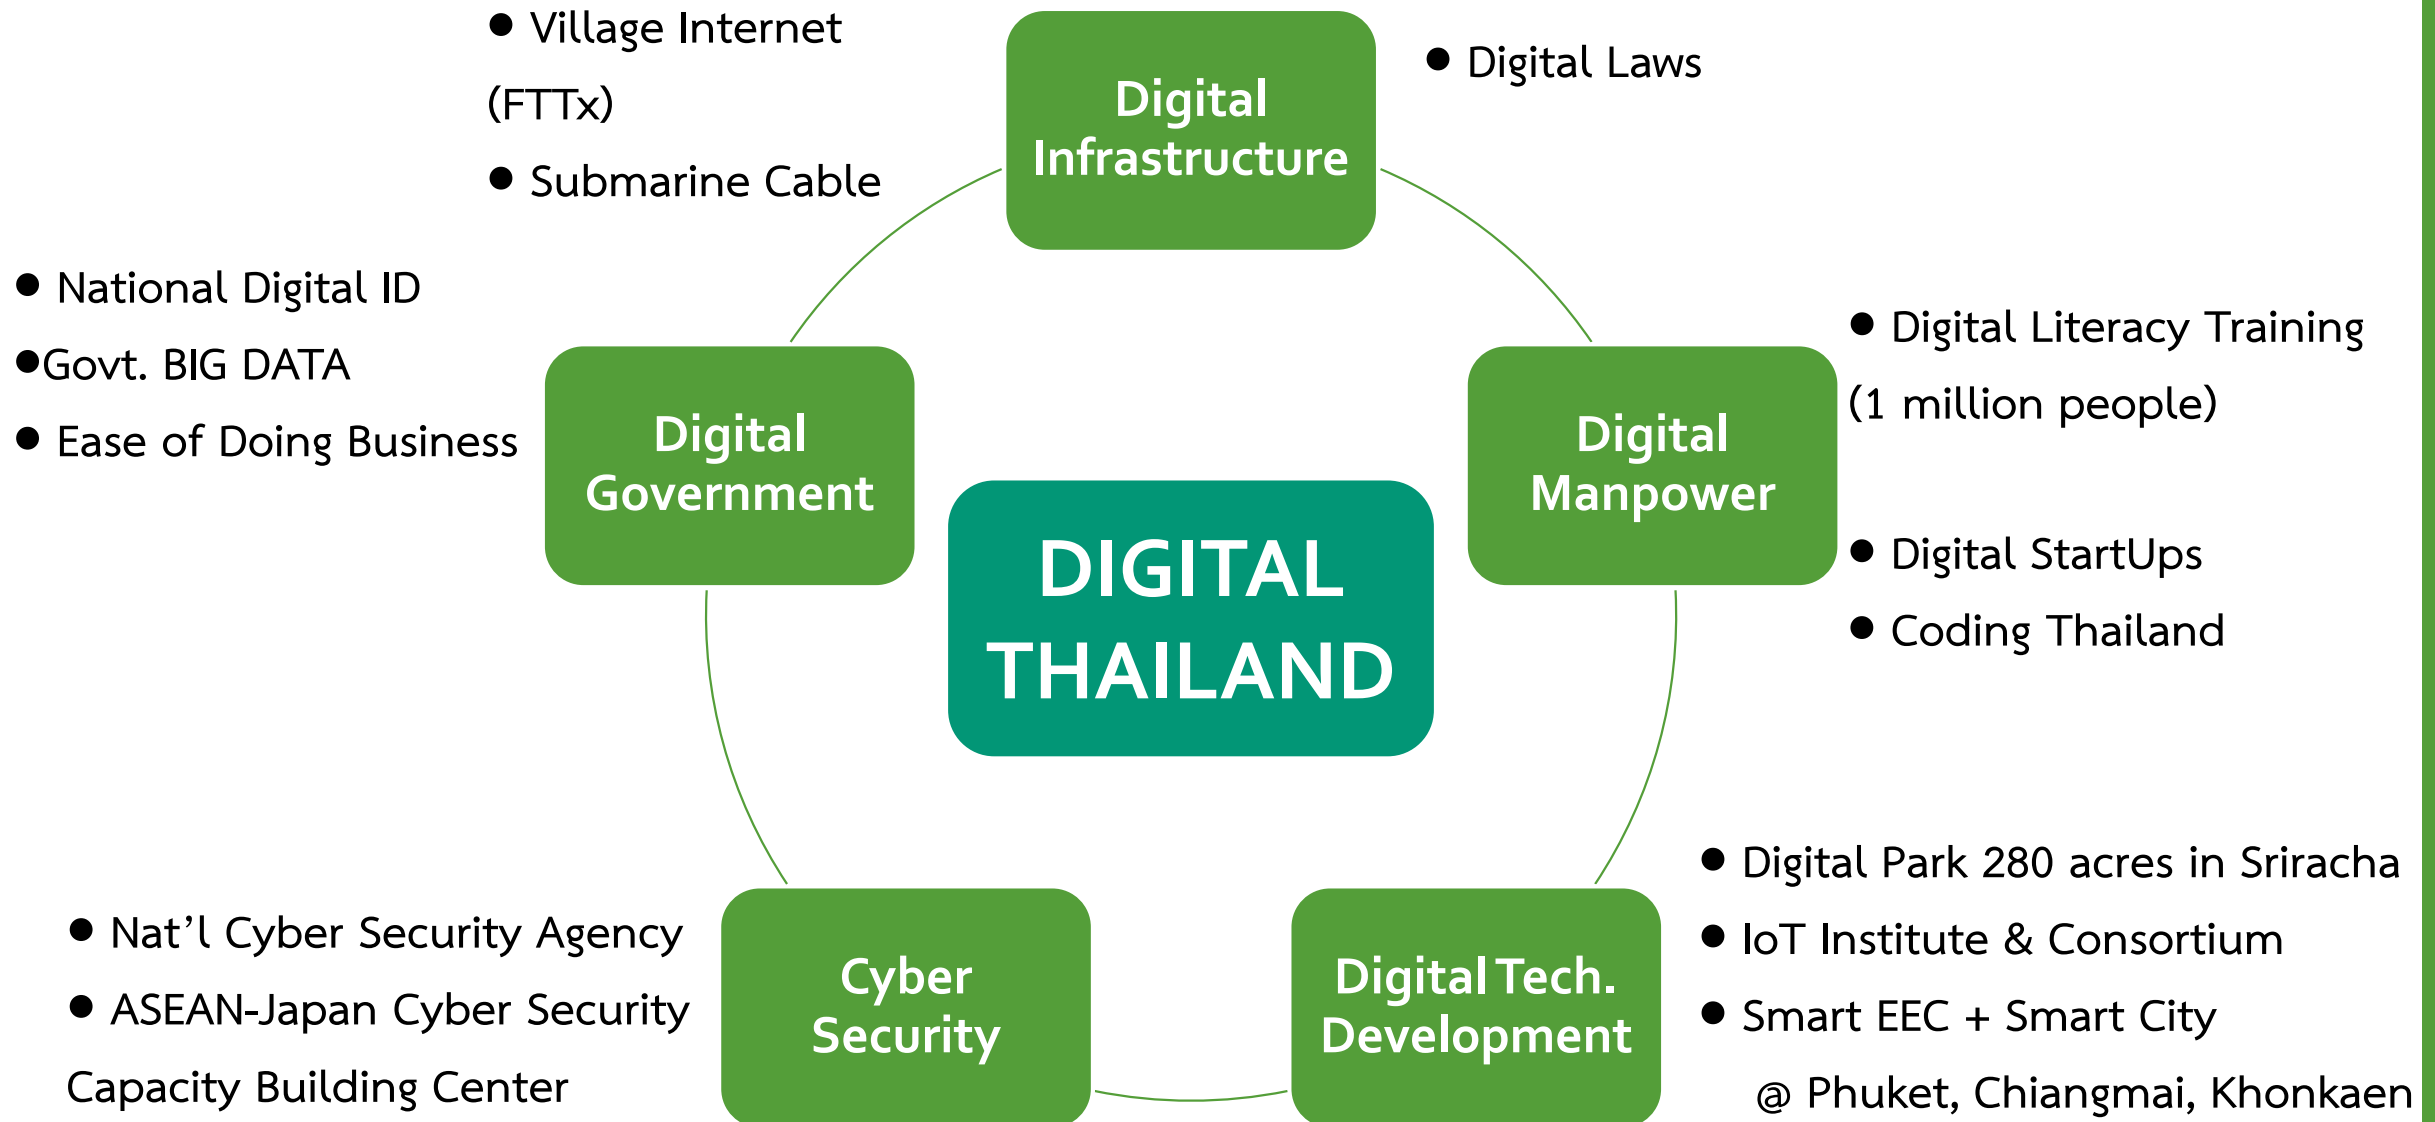 ● Village Internet
(FTTx)
● Submarine Cable
Digital
Infrastructure
● Digital Laws
● National Digital ID
●Govt. BIG DATA
● Ease of Doing Business
Digital
Government
Digital
Manpower
● Digital Literacy Training
(1 million people)
● Digital StartUps
● Coding Thailand
DIGITAL
THAILAND
● Nat’l Cyber Security Agency
● ASEAN-Japan Cyber Security
Capacity Building Center
Cyber
Security
Digital Tech.
Development
● Digital Park 280 acres in Sriracha
● IoT Institute & Consortium
● Smart EEC + Smart City
@ Phuket, Chiangmai, Khonkaen